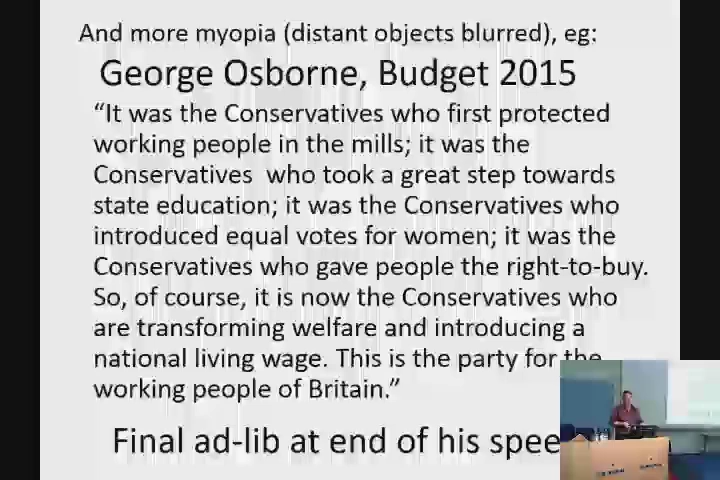 And more myopia (distant objects blurred), eg:
George Osborne, Budget 2015
“It was the Conservatives who first protected
working people in the mills; it was the
Conservatives who took a great step towards
state education; it was the Conservatives who
introduced equal votes for women; it was the
Conservatives who gave people the right-to-buy.
So, of course, it is now the Conservatives who
are transforming welfare and introducing a
national living wage. This is the party for the
working people of Britain.”
Final ad-lib at end of his spee